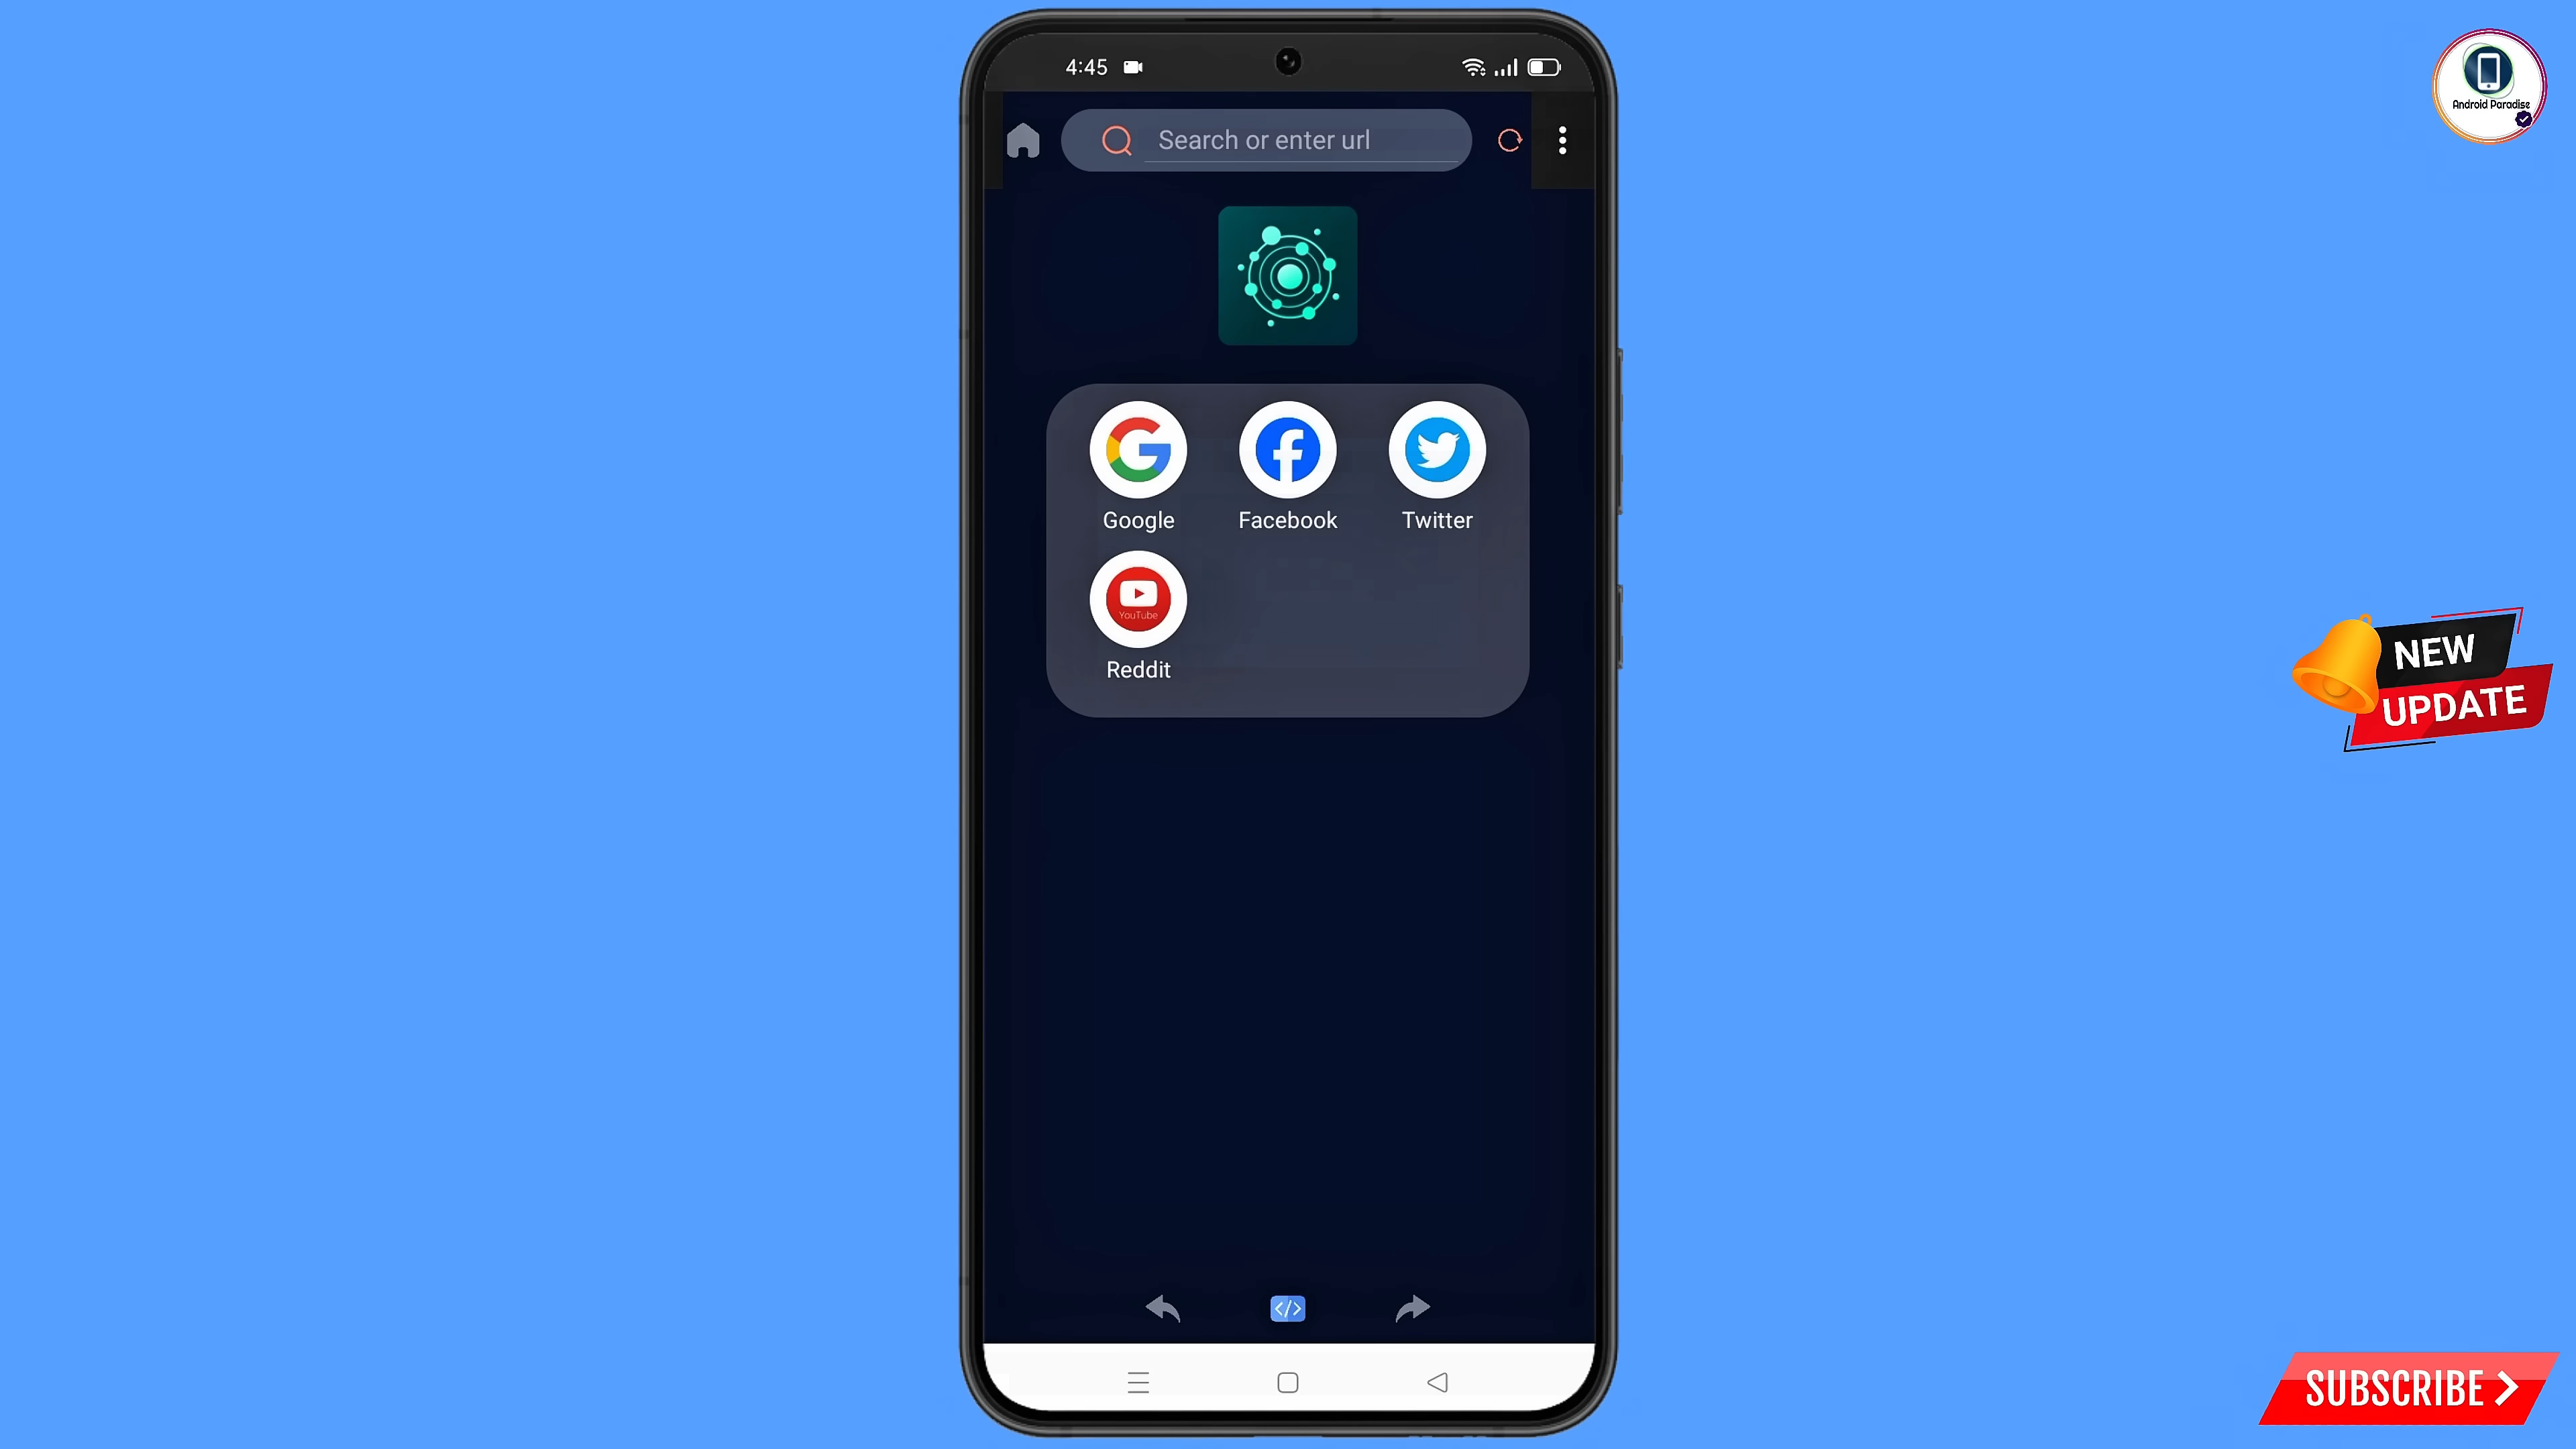 4:45
Search or enter url
Google
Facebook
Twitter
YouTube
Reddit
Android Paradise
NEW
UPDATE
SUBSCRIBE